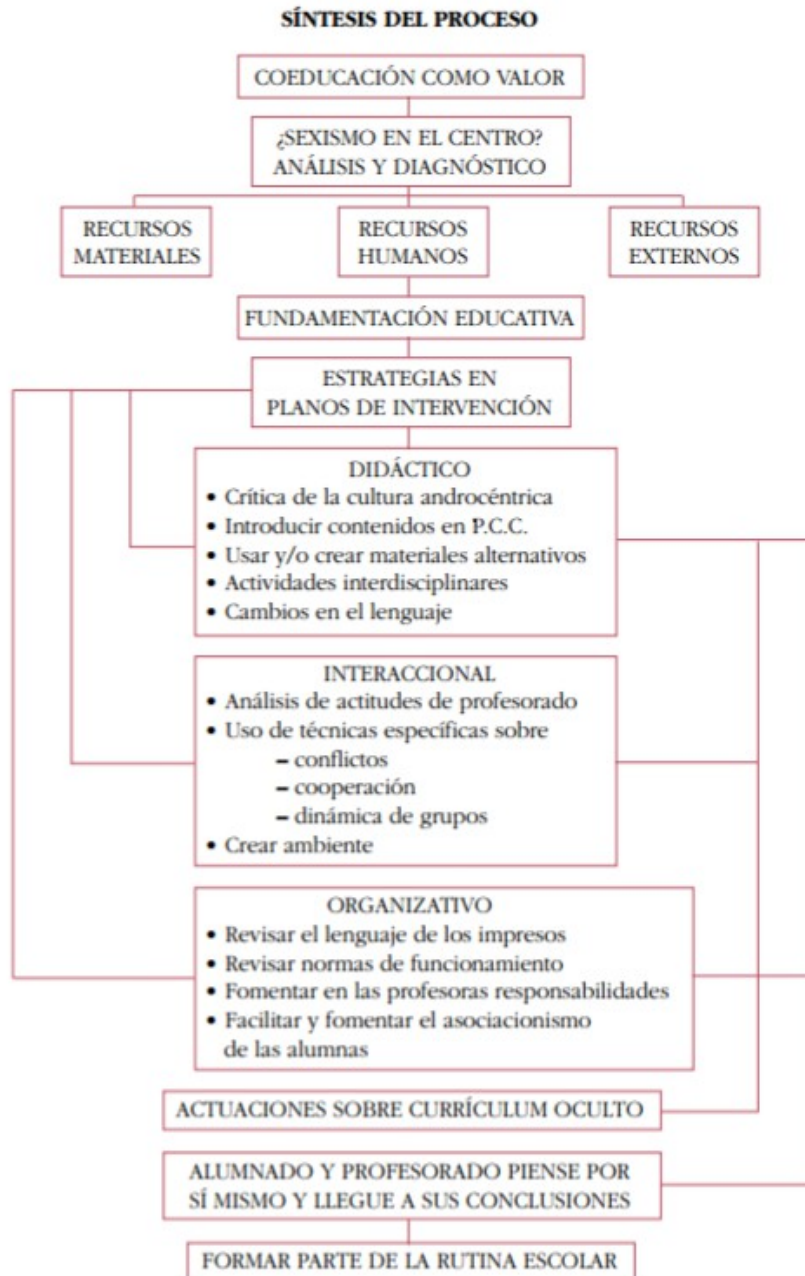 SÍNTESIS DEL PROCESO
COEDUCACIÓN COMO VALOR
¿SEXISMO EN EL CENTRO?
ANÁLISIS Y DIAGNÓSTICO
RECURSOS
MATERIALES
RECURSOS
HUMANOS
RECURSOS
EXTERNOS
FUNDAMENTACIÓN EDUCATIVA
ESTRATEGIAS EN
PLANOS DE INTERVENCIÓN
DIDÁCTICO
• Crítica de la cultura androcéntrica
• Introducir contenidos en P.C.C.
• Usar y/o crear materiales alternativos
• Actividades interdisciplinares
• Cambios en el lenguaje
INTERACCIONAL
• Análisis de actitudes de profesorado
• Uso de técnicas específicas sobre
– conflictos
– cooperación
– dinámica de grupos
• Crear ambiente
ORGANIZATIVO
• Revisar el lenguaje de los impresos
• Revisar normas de funcionamiento
• Fomentar en las profesoras responsabilidades
• Facilitar y fomentar el asociacionismo
de las alumnas
ACTUACIONES SOBRE CURRÍCULUM OCULTO
ALUMNADO Y PROFESORADO PIENSE POR
SÍ MISMO Y LLEGUE A SUS CONCLUSIONES
FORMAR PARTE DE LA RUTINA ESCOLAR